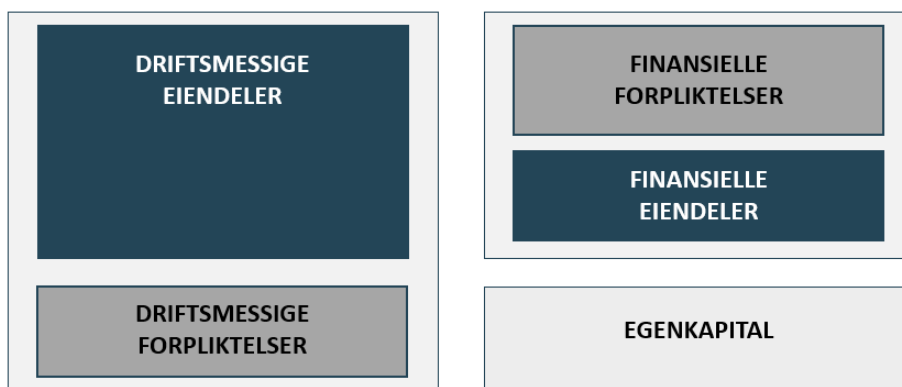 DRIFTSMESSIGE
EIENDELER
DRIFTSMESSIGE
FORPLIKTELSER
FINANSIELLE
FORPLIKTELSER
FINANSIELLE
EIENDELER
EGENKAPITAL